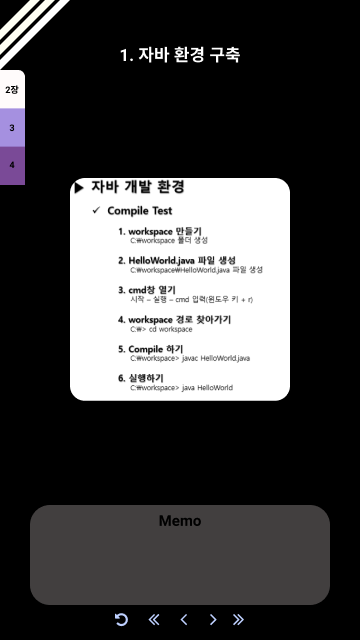 1. 자바 환경 구축
2장
3
4
▶ 자바 개발 환경
✓ Compile Test
1. workspace 만들기
C:₩workspace 폴더 생성
2. HelloWorld.java 파일 생성
C:₩workspace₩HelloWorld.java 파일 생성
3. cmd창 열기
시작 – 실행 – cmd 입력(윈도우 키 + r)
4. workspace 경로 찾아가기
C:₩> cd workspace
5. Compile 하기
C:₩workspace> javac HelloWorld.java
6. 실행하기
C:₩workspace> java HelloWorld
Memo